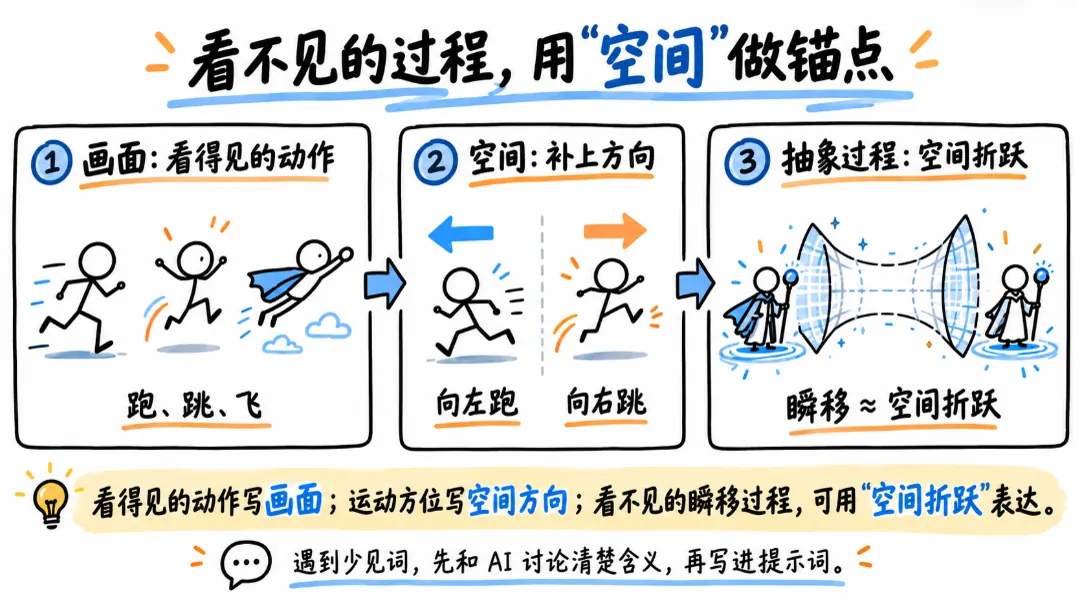 看不见的过程，用“空间”做锚点
1 画面：看得见的动作
跑、跳、飞
2 空间：补上方向
向左跑
向右跳
3 抽象过程：空间折跃
瞬移 ≈ 空间折跃
看得见的动作写画面；运动方位写空间方向；看不见的瞬移过程，可用“空间折跃”表达。
遇到少见词，先和 AI 讨论清楚含义，再写进提示词。